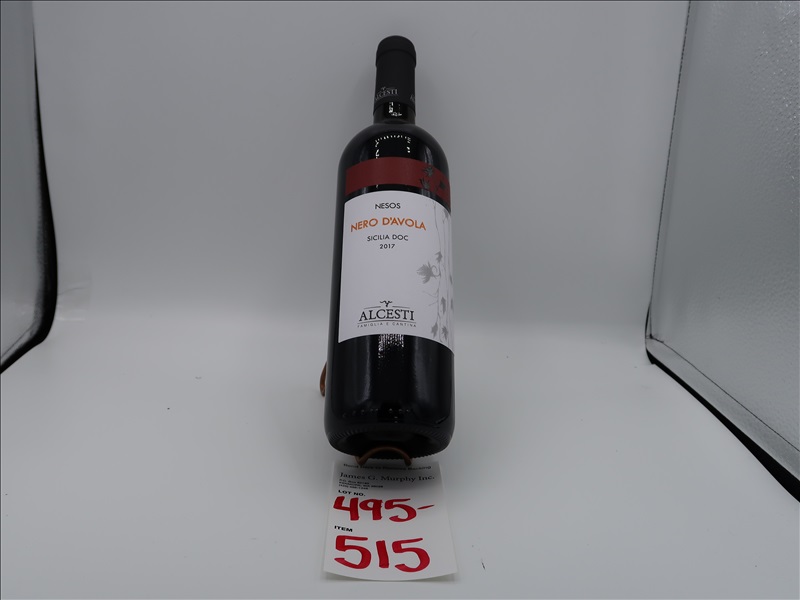 ALCESTI
NESOS
NERO D'AVOLA
SICILIA DOC
2017
ALCESTI
FAMIGLIA E CANTINA
James G. Murphy Inc.
LOT NO.
495-
ITEM
515